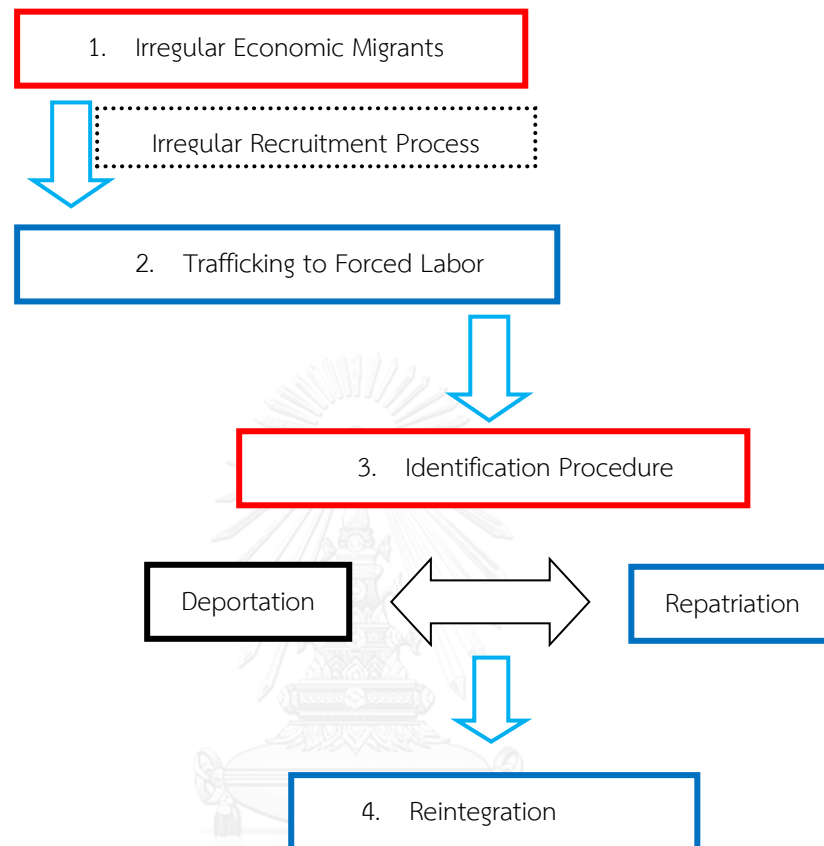 1. Irregular Economic Migrants
Irregular Recruitment Process
2. Trafficking to Forced Labor
3. Identification Procedure
Deportation
Repatriation
4. Reintegration